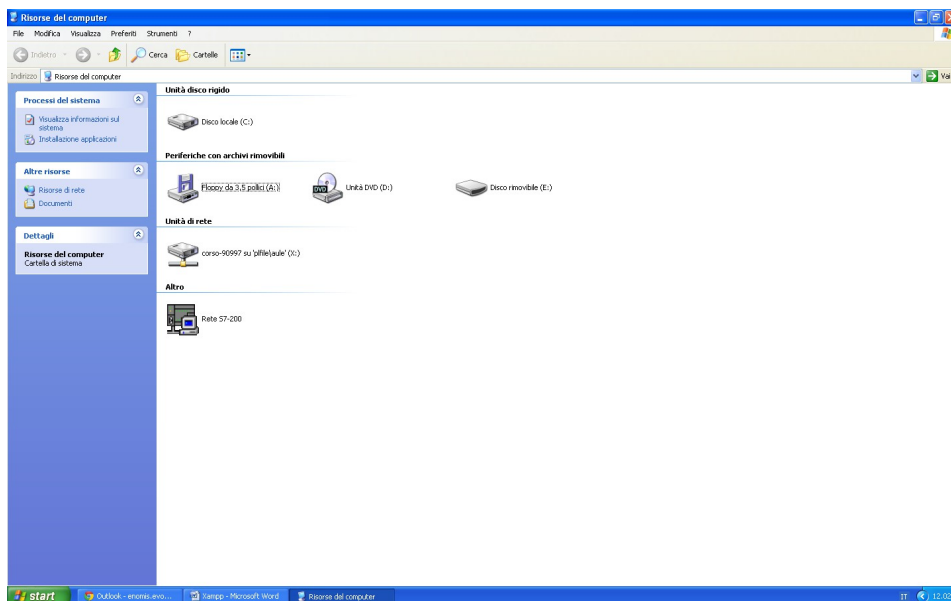 Risorse del computer
File Modifica Visualizza Preferiti Strumenti ?
Indietro Cerca Cartelle
Indirizzo Risorse del computer Vai
Processi del sistema
Visualizza informazioni sul
sistema
Installazione applicazioni
Altre risorse
Risorse di rete
Documenti
Dettagli
Risorse del computer
Cartella di sistema
Unità disco rigido
Disco locale (C:)
Periferiche con archivi rimovibili
Floppy da 3,5 pollici (A:)
DVD
Unità DVD (D:)
Disco rimovibile (E:)
Unità di rete
corso-90997 su 'plfile\aule' (X:)
Altro
Rete S7-200
start Outlook - enomis.evo... Xampp - Microsoft Word Risorse del computer IT 12.02